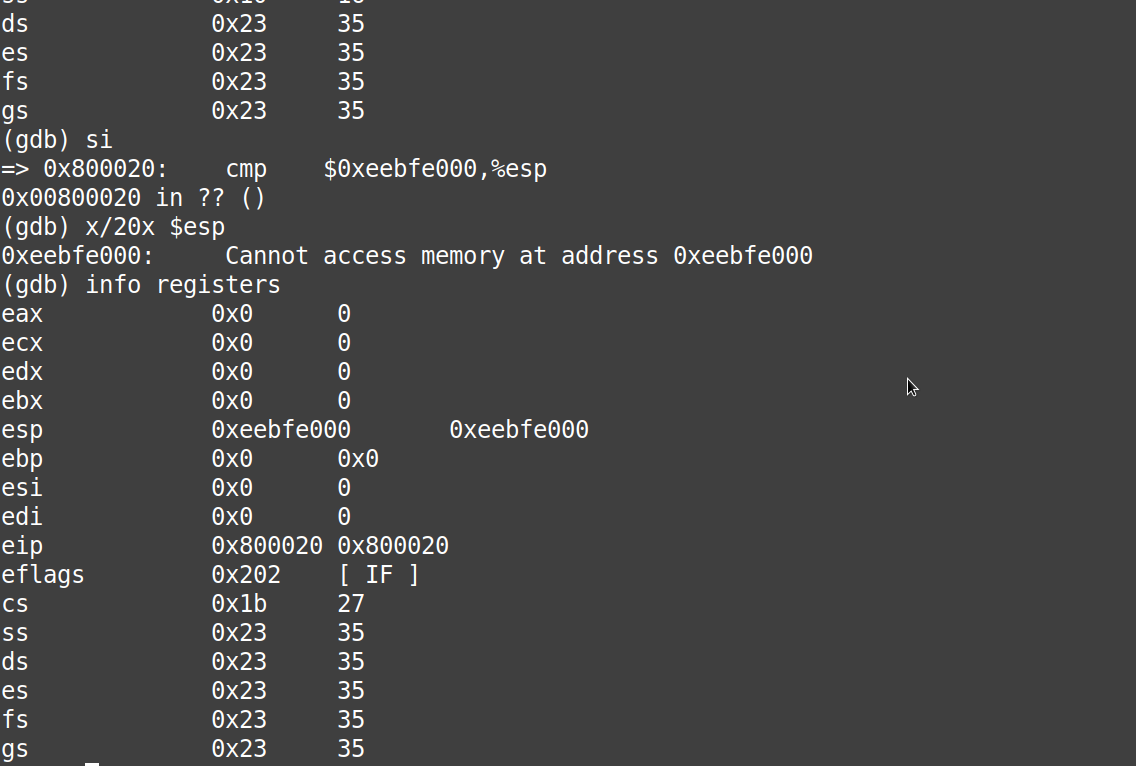 ds 0x23 35
es 0x23 35
fs 0x23 35
gs 0x23 35
(gdb) si
=> 0x800020: cmp $0xeebfe000,%esp
0x00800020 in ?? ()
(gdb) x/20x $esp
0xeebfe000: Cannot access memory at address 0xeebfe000
(gdb) info registers
eax 0x0 0
ecx 0x0 0
edx 0x0 0
ebx 0x0 0
esp 0xeebfe000 0xeebfe000
ebp 0x0 0x0
esi 0x0 0
edi 0x0 0
eip 0x800020 0x800020
eflags 0x202 [ IF ]
cs 0x1b 27
ss 0x23 35
ds 0x23 35
es 0x23 35
fs 0x23 35
gs 0x23 35